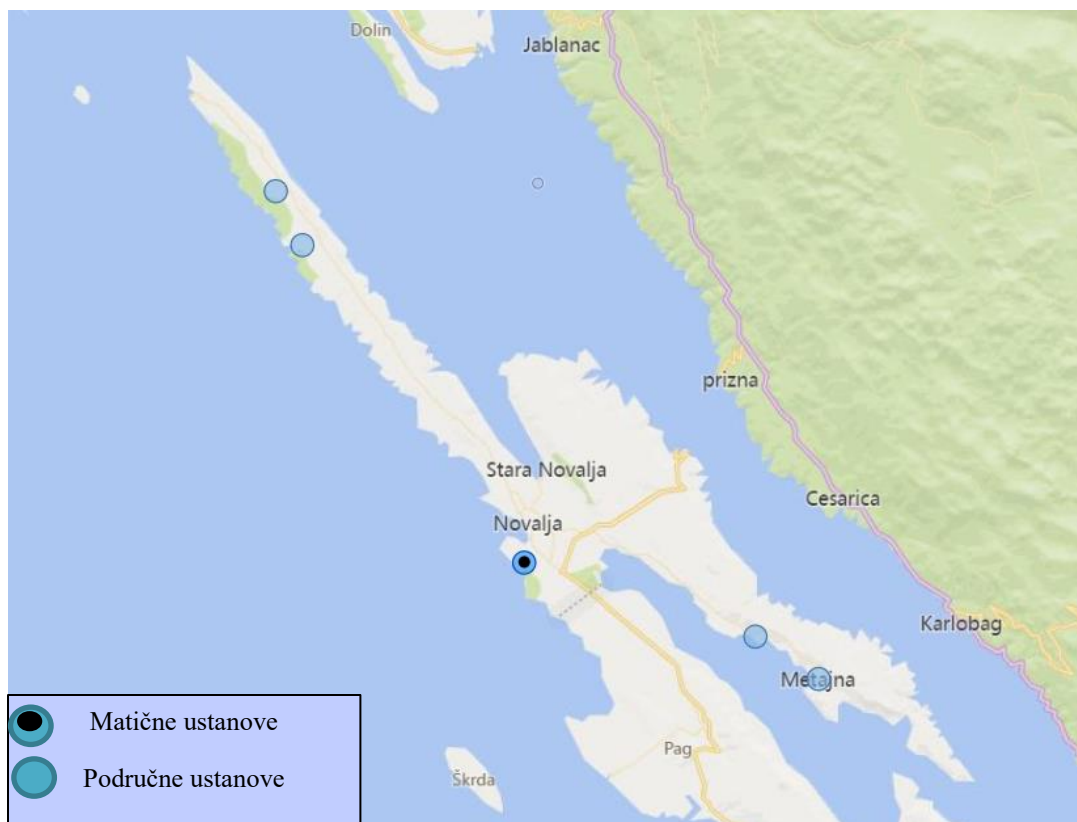 Dolin
Jablanac
prizna
Stara Novalja
Cesarica
Novalja
Karlobag
Metajna
Pag
Škrda
Matične ustanove
Područne ustanove